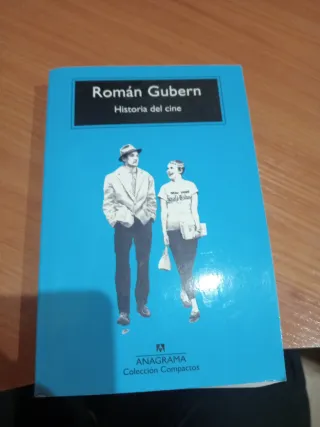 Román Gubern
Historia del cine
ANAGRAMA
Colección Compactos